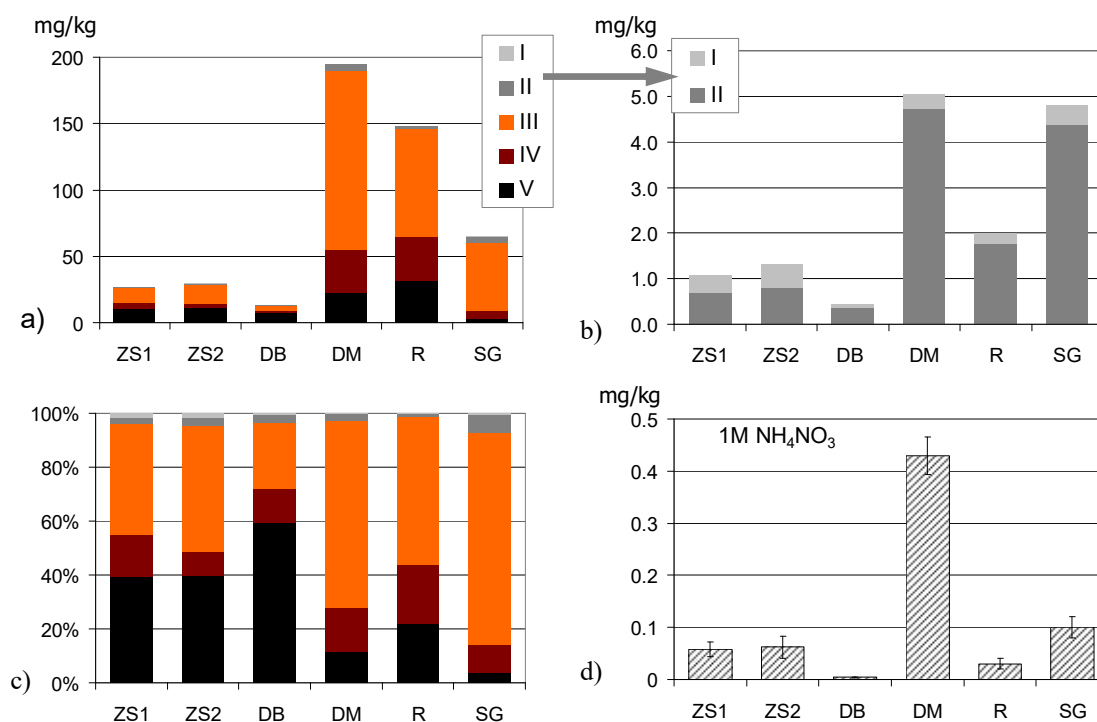 mg/kg
200
150
100
50
0
ZS1 ZS2 DB DM R SG
a)
I
II
III
IV
V
mg/kg
6.0
5.0
4.0
3.0
2.0
1.0
0.0
ZS1 ZS2 DB DM R SG
b)
I
II
100%
80%
60%
40%
20%
0%
ZS1 ZS2 DB DM R SG
c)
mg/kg
0.5
0.4
0.3
0.2
0.1
0
1M NH₄NO₃
ZS1 ZS2 DB DM R SG
d)